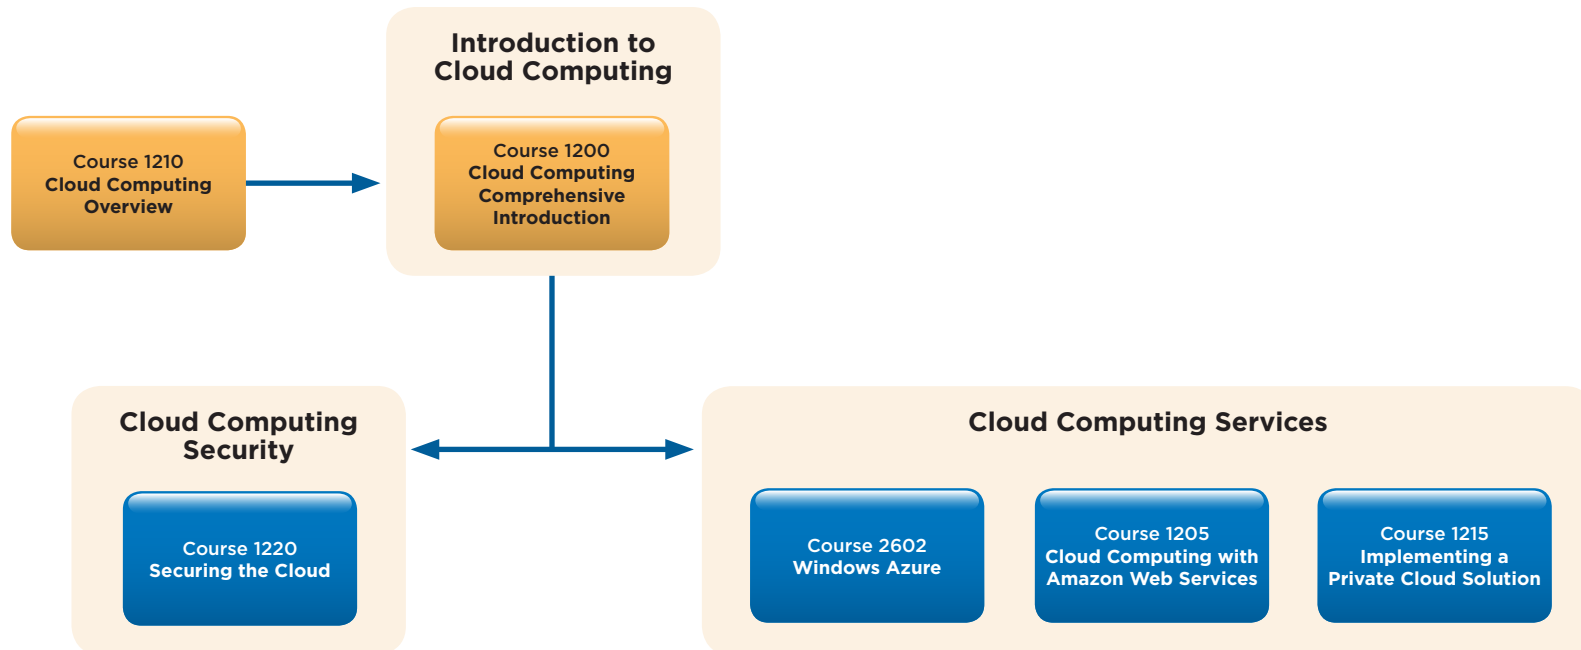 Introduction to
Cloud Computing
Course 1210
Cloud Computing
Overview
Course 1200
Cloud Computing
Comprehensive
Introduction
Cloud Computing
Security
Course 1220
Securing the Cloud
Cloud Computing Services
Course 2602
Windows Azure
Course 1205
Cloud Computing with
Amazon Web Services
Course 1215
Implementing a
Private Cloud Solution